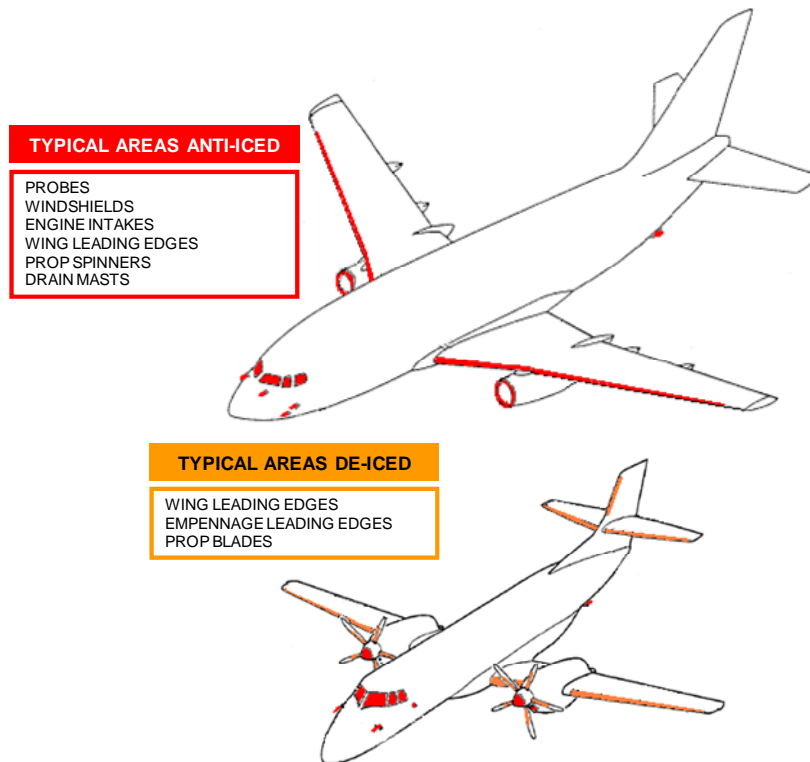 TYPICAL AREAS ANTI-ICED
PROBES
WINDSHIELDS
ENGINE INTAKES
WING LEADING EDGES
PROP SPINNERS
DRAIN MASTS
TYPICAL AREAS DE-ICED
WING LEADING EDGES
EMPENNAGE LEADING EDGES
PROP BLADES